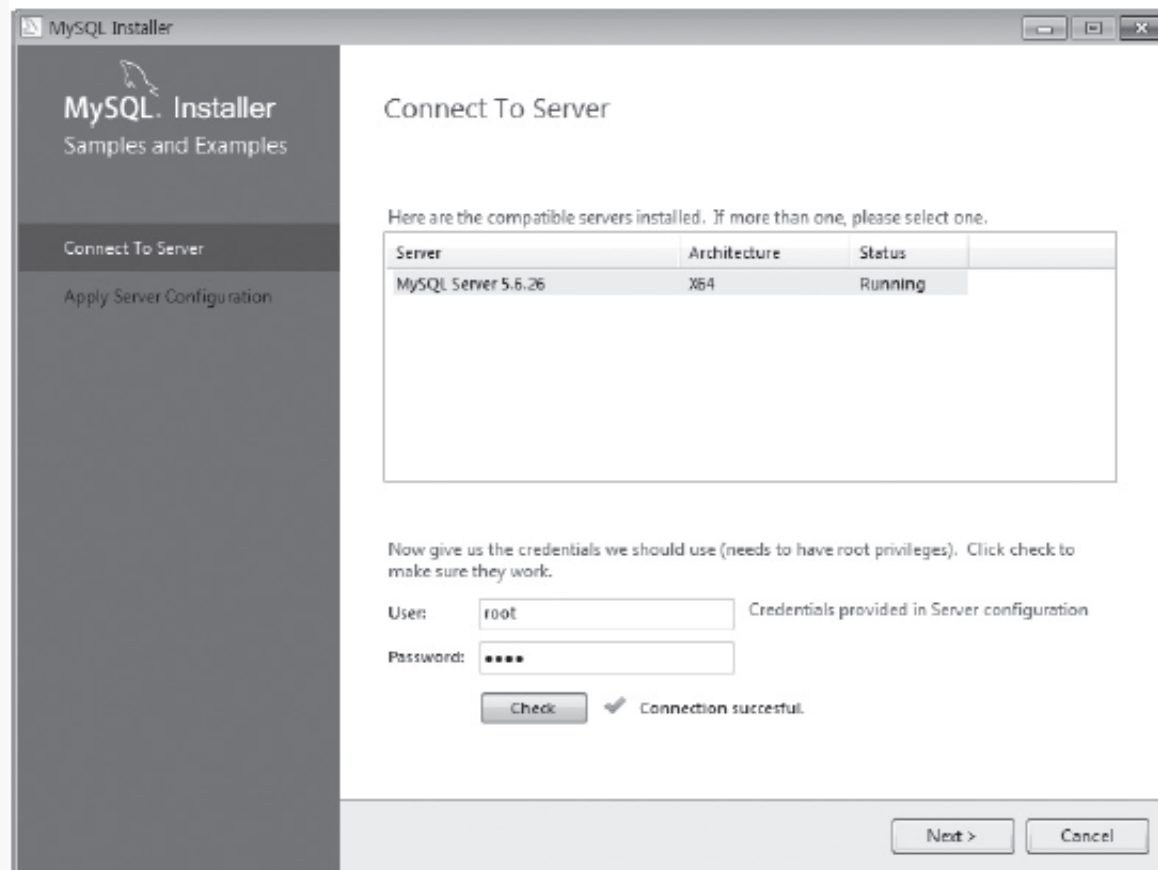 MySQL Installer
MySQL. Installer
Samples and Examples
Connect To Server
Apply Server Configuration
Connect To Server
Here are the compatible servers installed. If more than one, please select one.
Server Architecture Status
MySQL Server 5.6.26 X64 Running
Now give us the credentials we should use (needs to have root privileges). Click check to
make sure they work.
User: root Credentials provided in Server configuration
Password: ••••
Check Connection succesful.
Next > Cancel